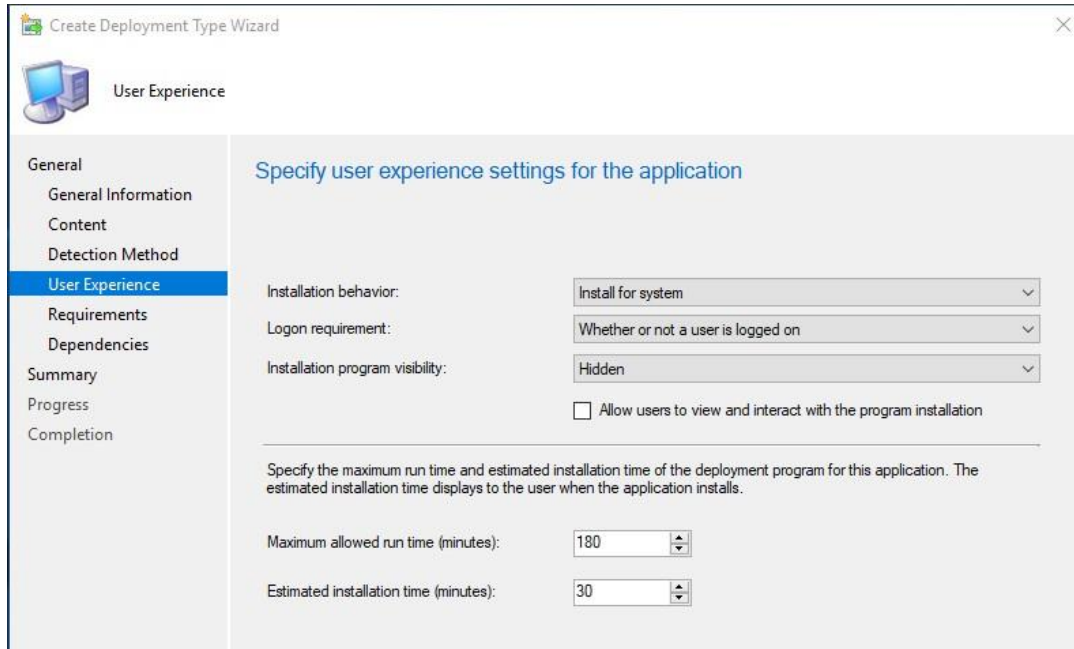 Create Deployment Type Wizard
User Experience
General
General Information
Content
Detection Method
User Experience
Requirements
Dependencies
Summary
Progress
Completion
Specify user experience settings for the application
Installation behavior: Install for system
Logon requirement: Whether or not a user is logged on
Installation program visibility: Hidden
Allow users to view and interact with the program installation
Specify the maximum run time and estimated installation time of the deployment program for this application. The
estimated installation time displays to the user when the application installs.
Maximum allowed run time (minutes): 180
Estimated installation time (minutes): 30